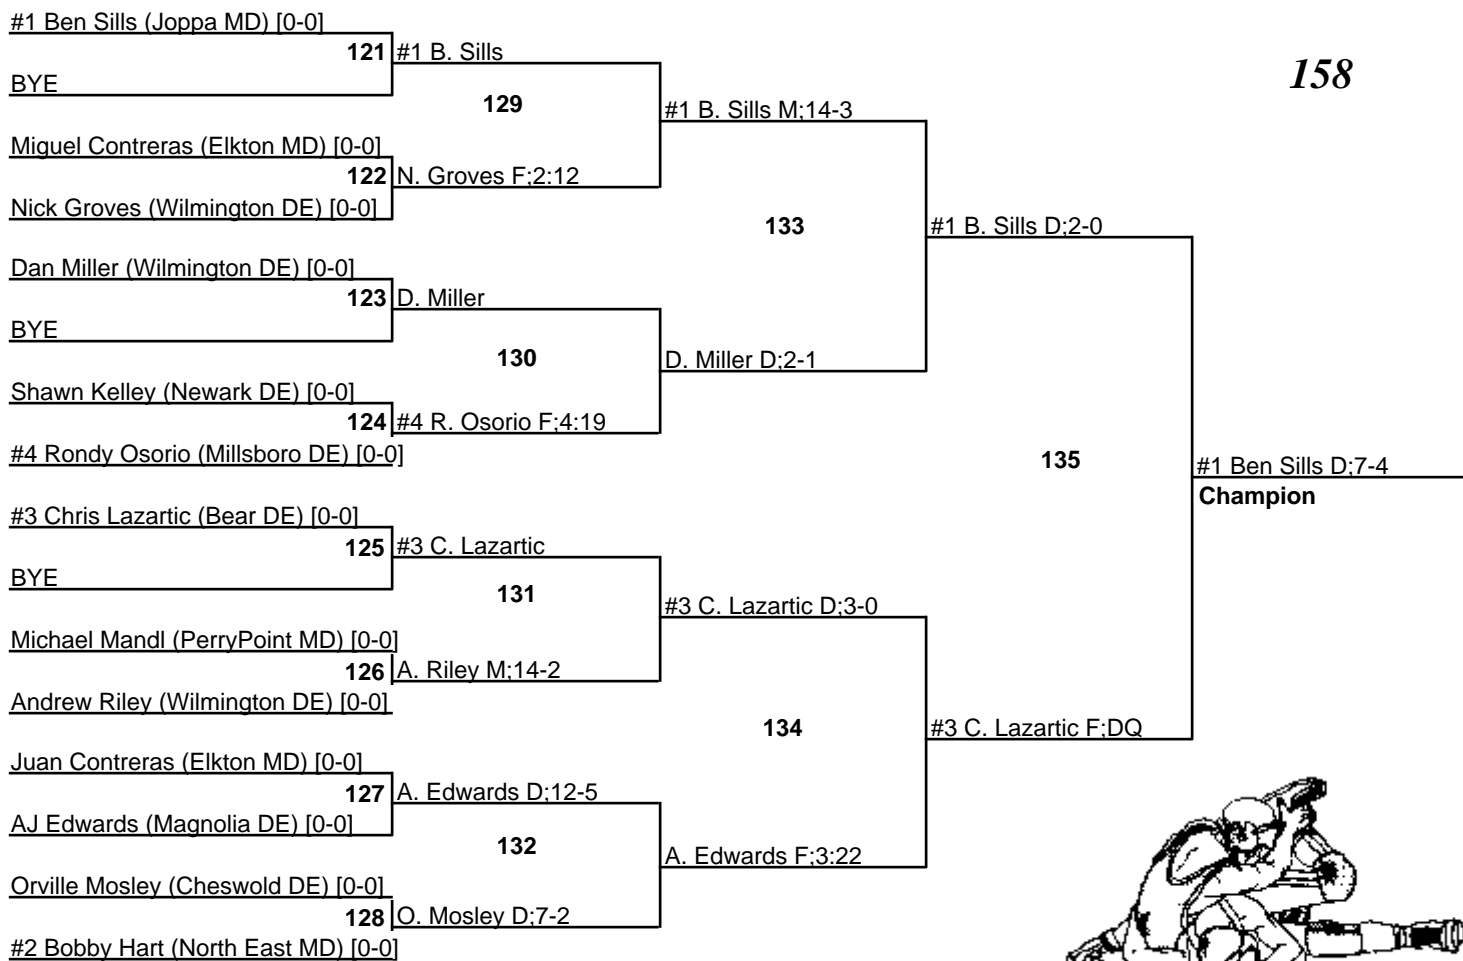 #1 Ben Sills (Joppa MD) [0-0]
121 #1 B. Sills
158
BYE
129
#1 B. Sills M;14-3
Miguel Contreras (Elkton MD) [0-0]
122 N. Groves F;2:12
Nick Groves (Wilmington DE) [0-0]
133
#1 B. Sills D;2-0
Dan Miller (Wilmington DE) [0-0]
123 D. Miller
BYE
130
D. Miller D;2-1
Shawn Kelley (Newark DE) [0-0]
124 #4 R. Osorio F;4:19
#4 Rondy Osorio (Millsboro DE) [0-0]
135
#1 Ben Sills D;7-4
Champion
#3 Chris Lazartic (Bear DE) [0-0]
125 #3 C. Lazartic
BYE
131
#3 C. Lazartic D;3-0
Michael Mandl (PerryPoint MD) [0-0]
126 A. Riley M;14-2
Andrew Riley (Wilmington DE) [0-0]
134
#3 C. Lazartic F;DQ
Juan Contreras (Elkton MD) [0-0]
127 A. Edwards D;12-5
AJ Edwards (Magnolia DE) [0-0]
132
A. Edwards F;3:22
Orville Mosley (Cheswold DE) [0-0]
128 O. Mosley D;7-2
#2 Bobby Hart (North East MD) [0-0]